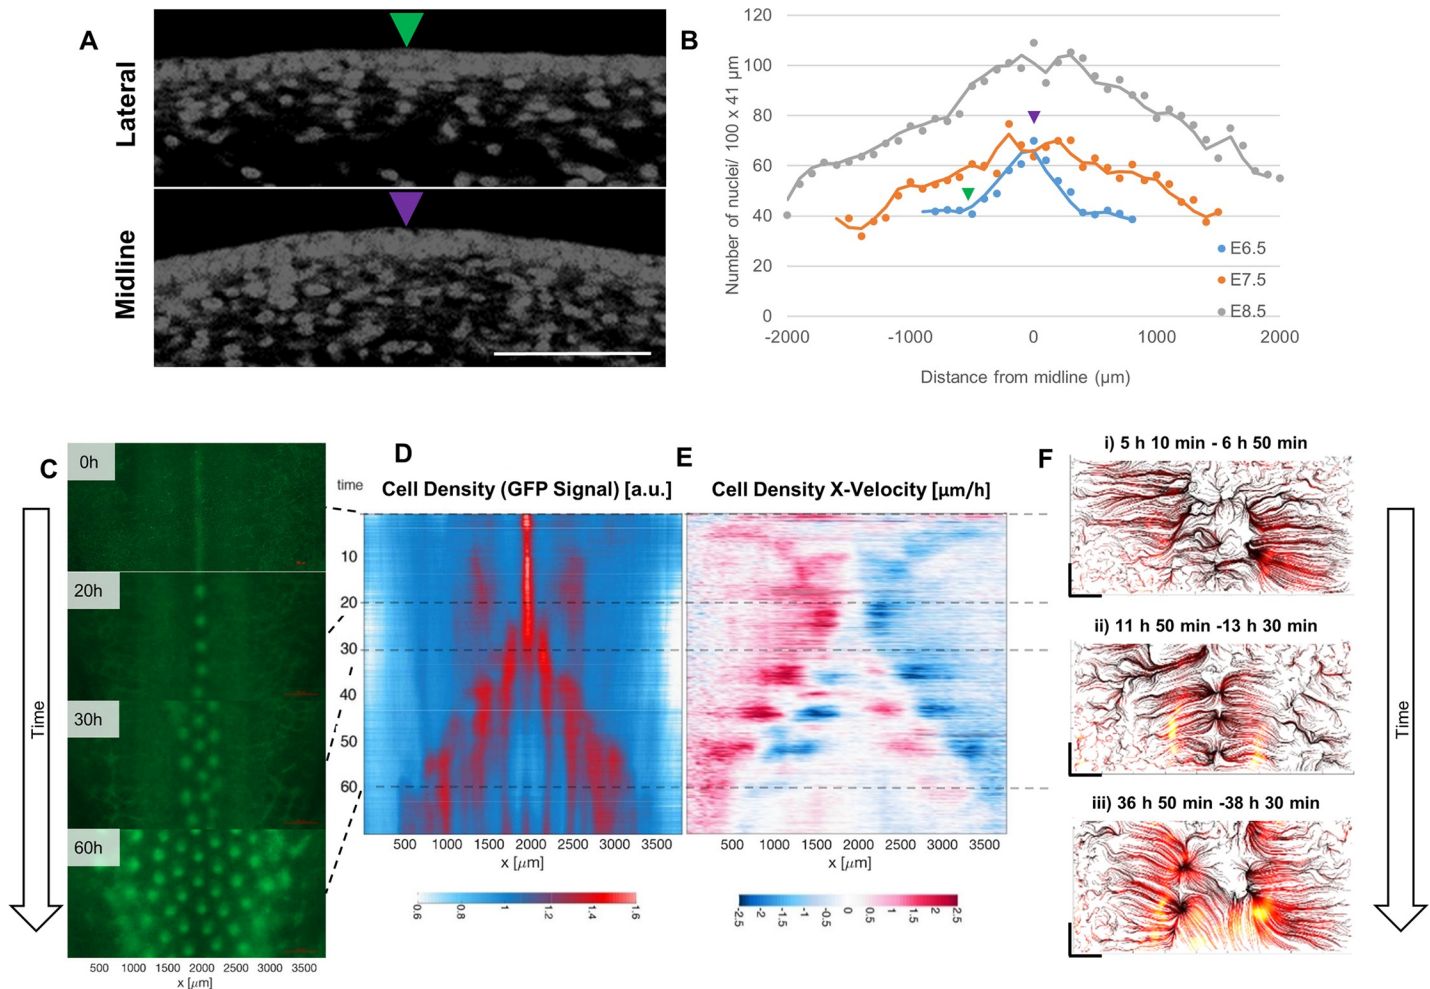 A
Lateral
Midline
B
Number of nuclei/ 100 x 41 µm
120
100
80
60
40
20
0
-2000
-1000
0
1000
2000
Distance from midline (µm)
E6.5
E7.5
E8.5
C
Time
0h
20h
30h
60h
500 1000 1500 2000 2500 3000 3500
x [µm]
D
time
Cell Density (GFP Signal) [a.u.]
10
20
30
40
50
60
500 1000 1500 2000 2500 3000 3500
x [µm]
0.6 0.8 1 1.2 1.4 1.6
E
Cell Density X-Velocity [µm/h]
500 1000 1500 2000 2500 3000 3500
x [µm]
-2.5 -2 -1.5 -1 -0.5 0 0.5 1 1.5 2 2.5
F
i) 5 h 10 min - 6 h 50 min
ii) 11 h 50 min -13 h 30 min
iii) 36 h 50 min -38 h 30 min
Time